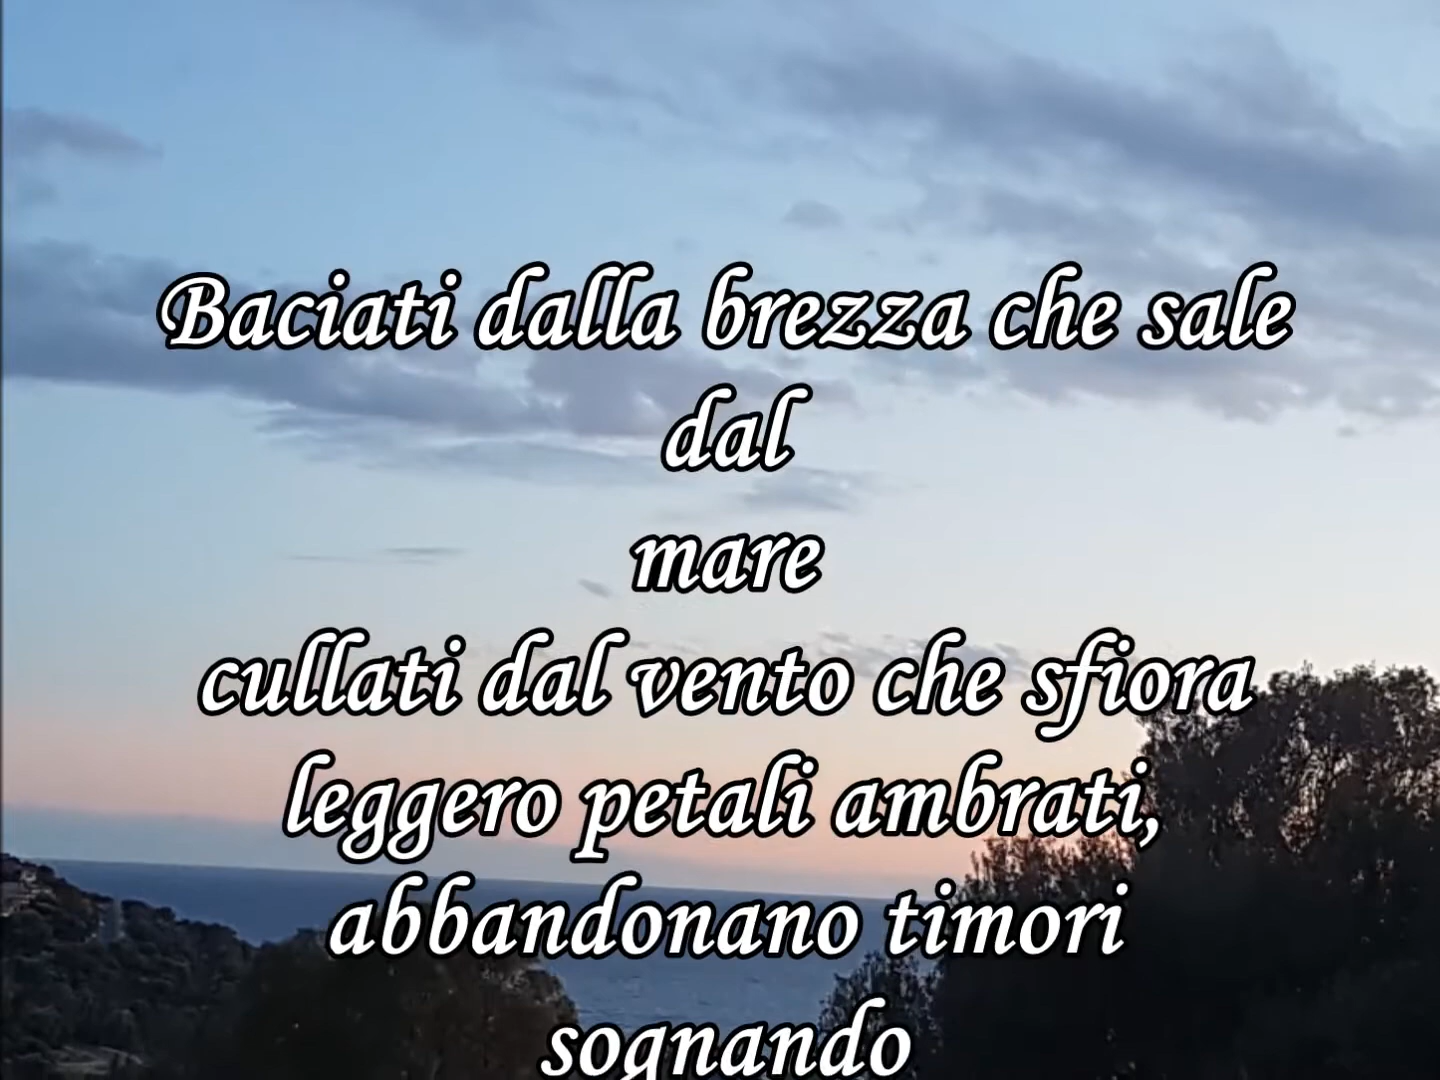 Baciati dalla brezza che sale
dal
mare
cullati dal vento che sfiora
leggero petali ambrati,
abbandonano timori
sognando